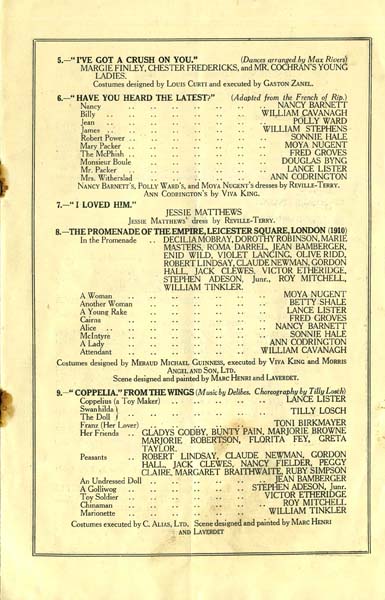 5.—"I'VE GOT A CRUSH ON YOU." (Dances arranged by Max Rivers)
MARGIE FINLEY, CHESTER FREDERICKS, and MR. COCHRAN'S YOUNG
LADIES.
Costumes designed by LOUIS CURTI and executed by GASTON ZANEL.
6.—"HAVE YOU HEARD THE LATEST?" (Adapted from the French of Rip.)
Nancy .. .. .. .. .. .. NANCY BARNETT
Billy .. .. .. .. .. .. WILLIAM CAVANAGH
Jean .. .. .. .. .. .. POLLY WARD
James .. .. .. .. .. .. WILLIAM STEPHENS
Robert Power .. .. .. .. .. .. SONNIE HALE
Mary Packer .. .. .. .. .. .. MOYA NUGENT
The McPhish .. .. .. .. .. .. FRED GROVES
Monsieur Boule .. .. .. .. .. .. DOUGLAS BYNG
Mr. Packer .. .. .. .. .. .. LANCE LISTER
Mrs. Witherslad .. .. .. .. .. .. ANN CODRINGTON
NANCY BARNETT'S, POLLY WARD'S, and MOYA NUGENT'S dresses by REVILLE-TERRY.
ANN CODRINGTON'S by VIVA KING.
7.—"I LOVED HIM."
JESSIE MATTHEWS
JESSIE MATTHEWS' dress by REVILLE-TERRY.
8.—THE PROMENADE OF THE EMPIRE, LEICESTER SQUARE, LONDON (1910)
In the Promenade .. DECILIA MOBRAY, DOROTHY ROBINSON, MARIE
MASTERS, ROMA DARREL, JEAN BAMBERGER,
ENID WILD, VIOLET LANCING, OLIVE RIDD,
ROBERT LINDSAY, CLAUDE NEWMAN, GORDON
HALL, JACK CLEWES, VICTOR ETHERIDGE,
STEPHEN ADESON, Junr., ROY MITCHELL,
WILLIAM TINKLER.
A Woman .. .. .. .. .. .. MOYA NUGENT
Another Woman .. .. .. .. .. .. BETTY SHALE
A Young Rake .. .. .. .. .. .. LANCE LISTER
Cairns .. .. .. .. .. .. FRED GROVES
Alice .. .. .. .. .. .. NANCY BARNETT
McIntyre .. .. .. .. .. .. SONNIE HALE
A Lady .. .. .. .. .. .. ANN CODRINGTON
Attendant .. .. .. .. .. .. WILLIAM CAVANAGH
Costumes designed by MERAUD MICHAEL GUINNESS, executed by VIVA KING and MORRIS
ANGEL AND SON, LTD.
Scene designed and painted by MARC HENRI and LAVERDET.
9.—"COPPELIA." FROM THE WINGS (Music by Delibes. Choreography by Tilly Losch)
Coppelius (a Toy Maker) .. .. .. .. LANCE LISTER
Swanhilda }
The Doll } .. .. .. .. .. TILLY LOSCH
Franz (Her Lover) .. .. .. .. .. TONI BIRKMAYER
Her Friends .. GLADYS GODBY, BUNTY PAIN, MARJORIE BROWNE
MARJORIE ROBERTSON, FLORITA FEY, GRETA
TAYLOR.
Peasants .. ROBERT LINDSAY, CLAUDE NEWMAN, GORDON
HALL, JACK CLEWES, NANCY FIELDER, PEGGY
CLAIRE, MARGARET BRAITHWAITE, RUBY SIMPSON
An Undressed Doll .. .. .. .. .. JEAN BAMBERGER
A Golliwog .. .. .. .. .. STEPHEN ADESON, Junr.
Toy Soldier .. .. .. .. .. VICTOR ETHERIDGE
Chinaman .. .. .. .. .. ROY MITCHELL
Marionette .. .. .. .. .. WILLIAM TINKLER
Costumes executed by C. ALIAS, LTD. Scene designed and painted by MARC HENRI
AND LAVERDET